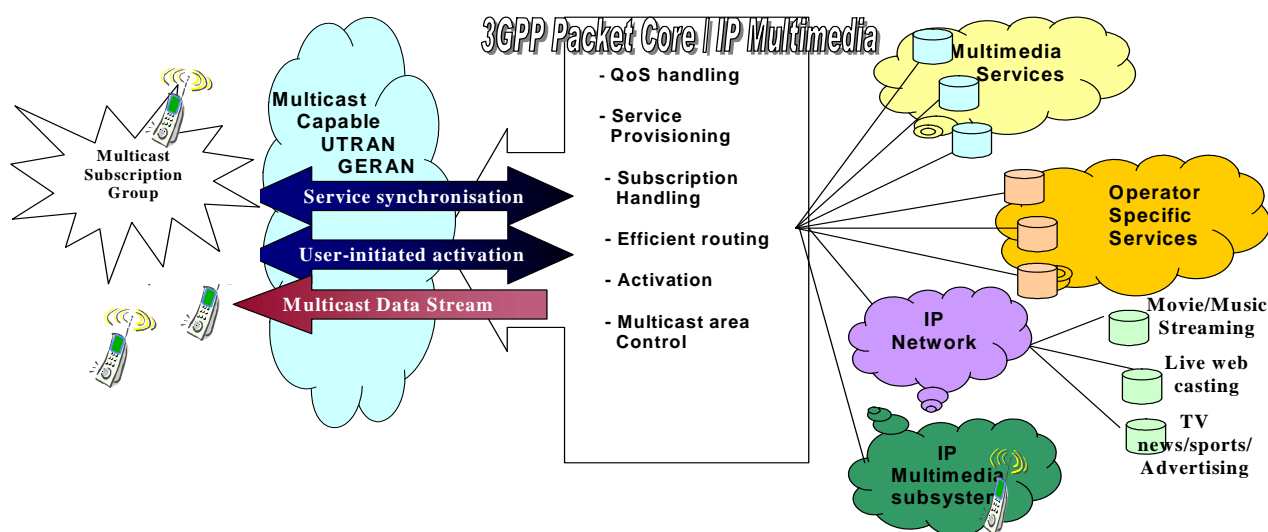 3GPP Packet Core / IP Multimedia
Multicast
Subscription
Group
Multicast
Capable
UTRAN
GERAN
Service synchronisation
User-initiated activation
Multicast Data Stream
- QoS handling
- Service
Provisioning
- Subscription
Handling
- Efficient routing
- Activation
- Multicast area
Control
Multimedia
Services
Operator
Specific
Services
IP
Network
Movie/Music
Streaming
Live web
casting
TV
news/sports/
Advertising
IP
Multimedia
subsystem